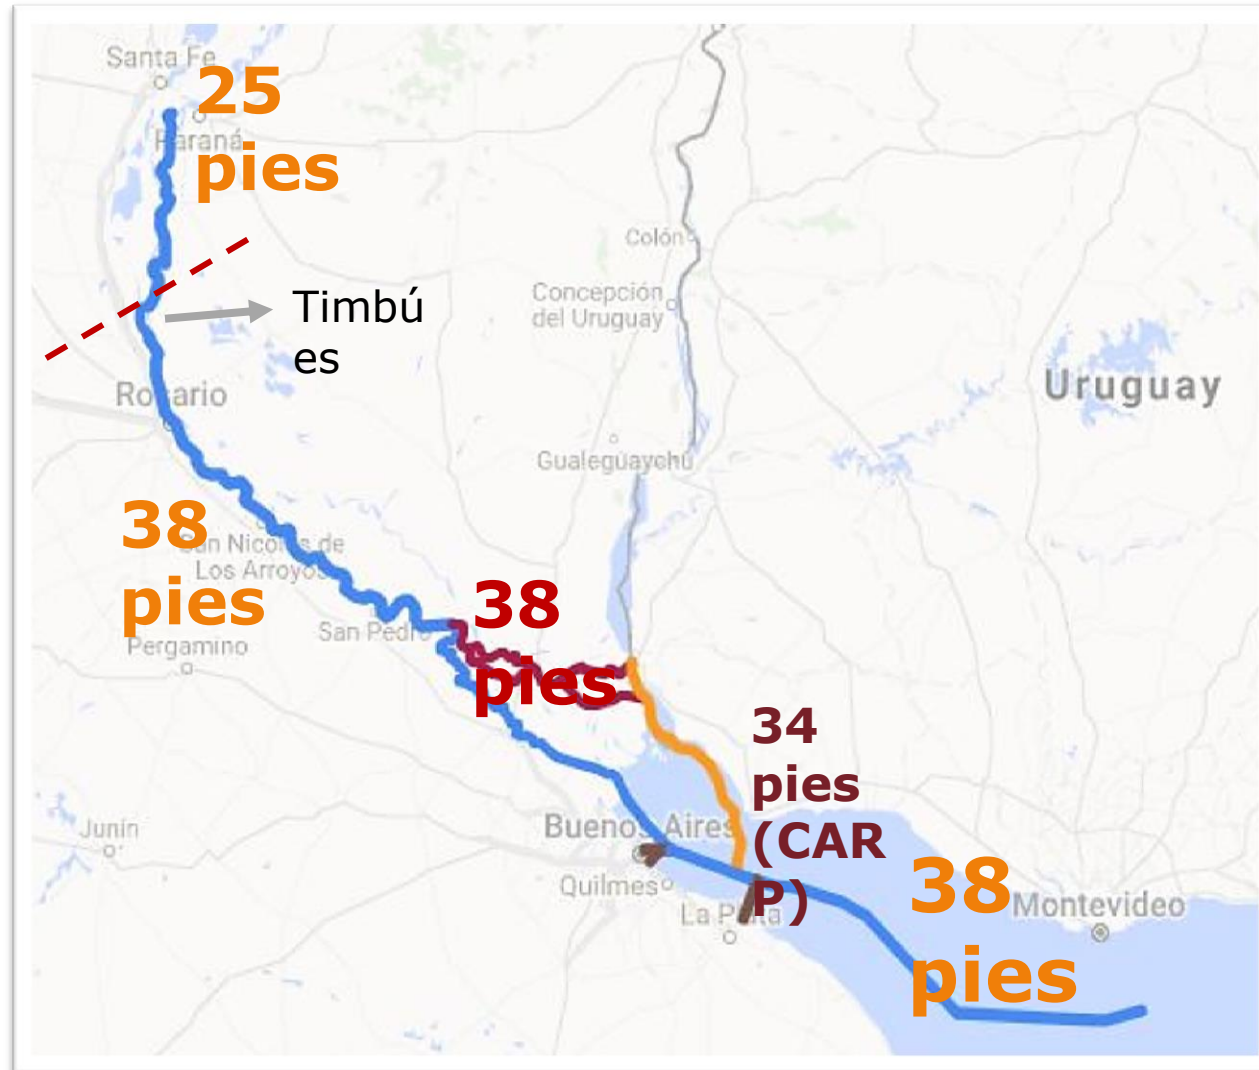 Santa Fe
25
pies
Paraná
Colón
Concepción
del Uruguay
Timbú
es
Rosario
Uruguay
Gualeguaychú
38
pies
San Nicolás de
Los Arroyos
38
pies
San Pedro
Pergamino
34
pies
(CAR
P)
Junín
Buenos Aires
Quilmes
La Plata
38
pies
Montevideo